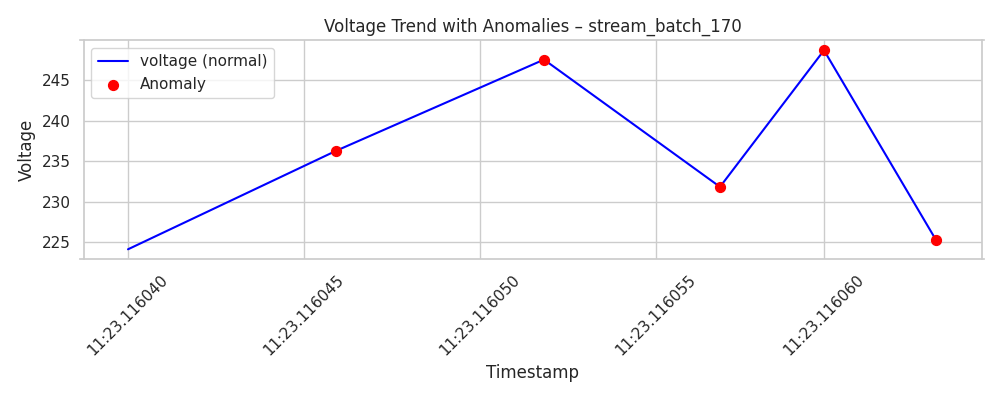 Voltage Trend with Anomalies – stream_batch_170
voltage (normal)
Anomaly
Voltage
245
240
235
230
225
11:23.116040
11:23.116045
11:23.116050
11:23.116055
11:23.116060
Timestamp